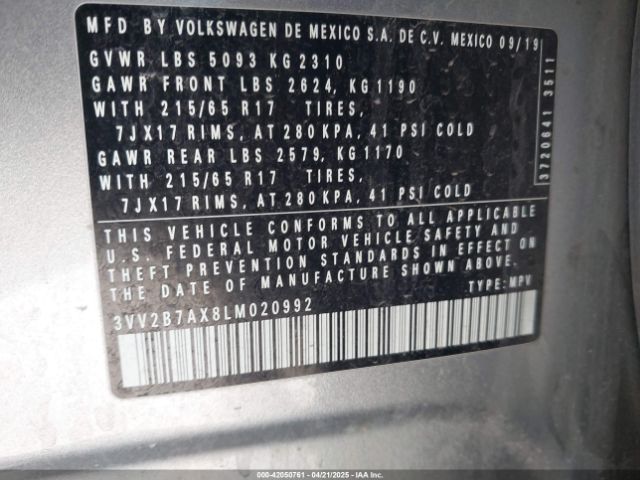 MFD BY VOLKSWAGEN DE MEXICO S.A. DE C.V. MEXICO 09/19
GVWR LBS 5093 KG 2310
GAWR FRONT LBS 2624, KG 1190
WITH 215/65 R17 TIRES,
7JX17 RIMS, AT 280 KPA, 41 PSI COLD
GAWR REAR LBS 2579, KG 1170
WITH 215/65 R17 TIRES,
7JX17 RIMS, AT 280 KPA, 41 PSI COLD
THIS VEHICLE CONFORMS TO ALL APPLICABLE
U.S. FEDERAL MOTOR VEHICLE SAFETY AND
THEFT PREVENTION STANDARDS IN EFFECT ON
THE DATE OF MANUFACTURE SHOWN ABOVE.
3VV2B7AX8LM020992
TYPE: MPV
3720641 3511
000-42050761 - 04/21/2025 - IAAI.COM